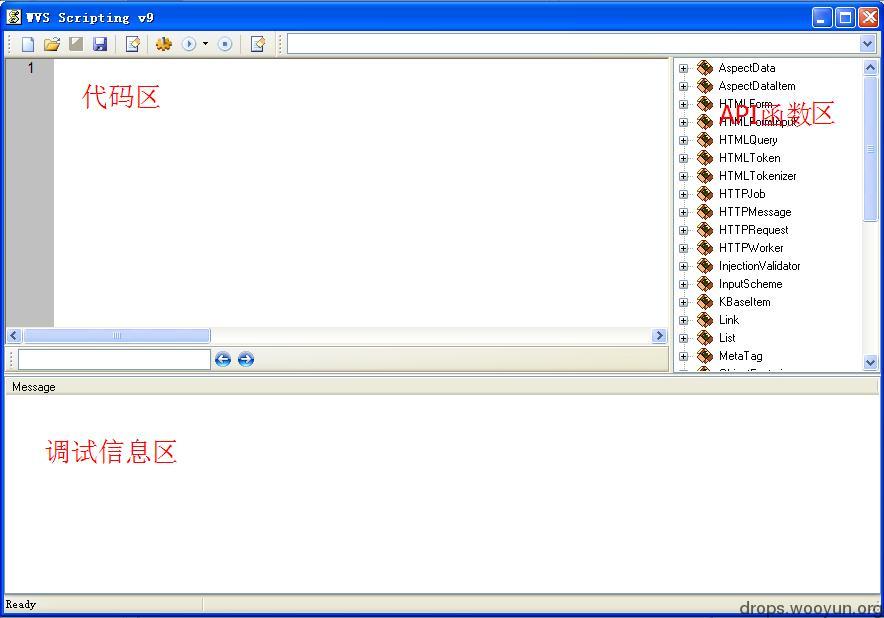 WVS Scripting v9
1
代码区
AspectData
AspectDataItem
HTMLForm
HTMLFormInput
API函数区
HTMLQuery
HTMLToken
HTMLTokenizer
HTTPJob
HTTPMessage
HTTPRequest
HTTPWorker
InjectionValidator
InputScheme
KBaseItem
Link
List
MetaTag
Message
调试信息区
Ready
drops.wooyun.org